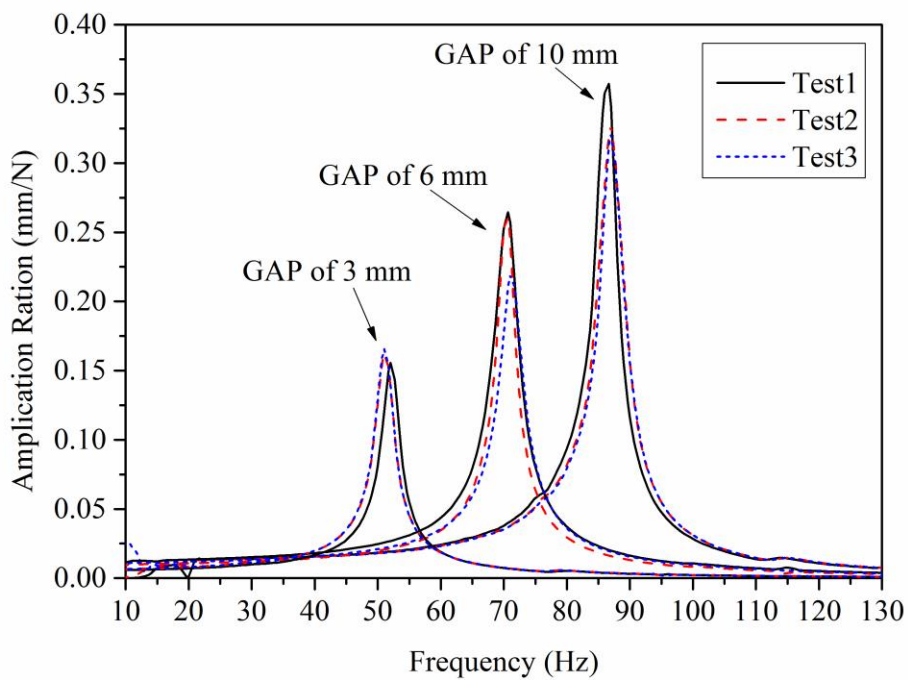 0.40
0.35
0.30
0.25
0.20
0.15
0.10
0.05
0.00
Amplication Ration (mm/N)
GAP of 10 mm
GAP of 6 mm
GAP of 3 mm
Test1
Test2
Test3
10 20 30 40 50 60 70 80 90 100 110 120 130
Frequency (Hz)